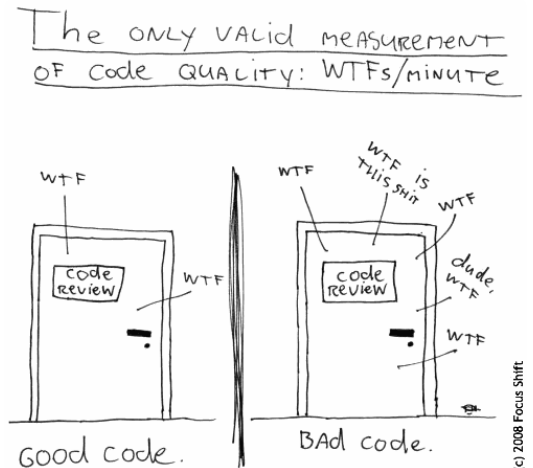 The ONLY VALID MEASUREMENT
OF Code QUALITY: WTFs/MINUTE
WTF
code
REVIEW
WTF
GOOD CODE.
WTF
WTF is
THIS SHIT
WTF
code
REVIEW
dude,
WTF
WTF
BAd code.
(c) 2008 Focus Shift